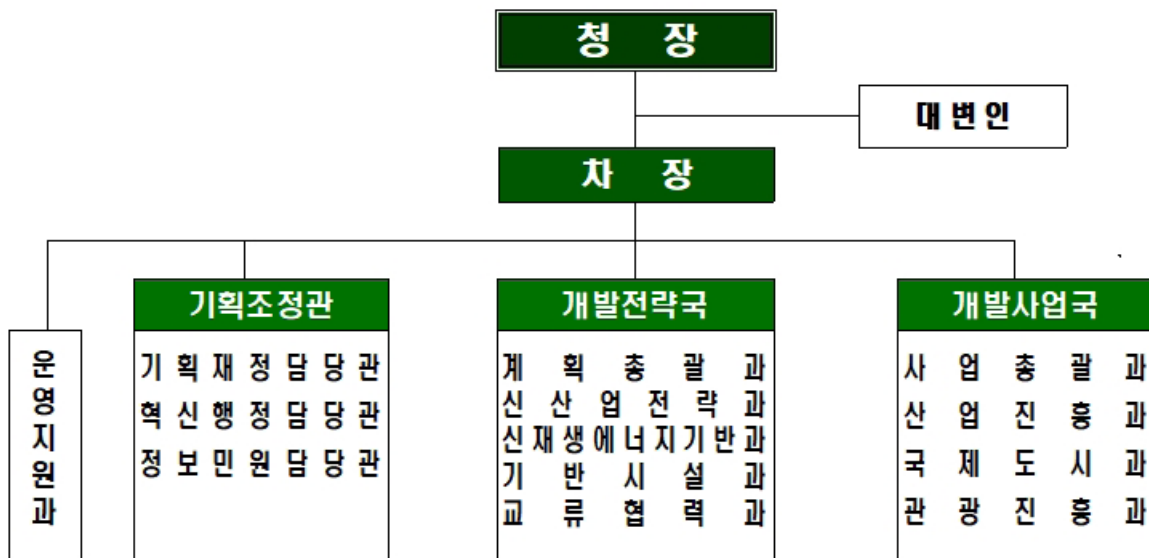 청 장
대변인
차 장
운영지원과
기획조정관
기획재정담당관
혁신행정담당관
정보민원담당관
개발전략국
계획총괄과
신산업전략과
신재생에너지기반과
기반시설과
교류협력과
개발사업국
사업총괄과
산업진흥과
국제도시과
관광진흥과